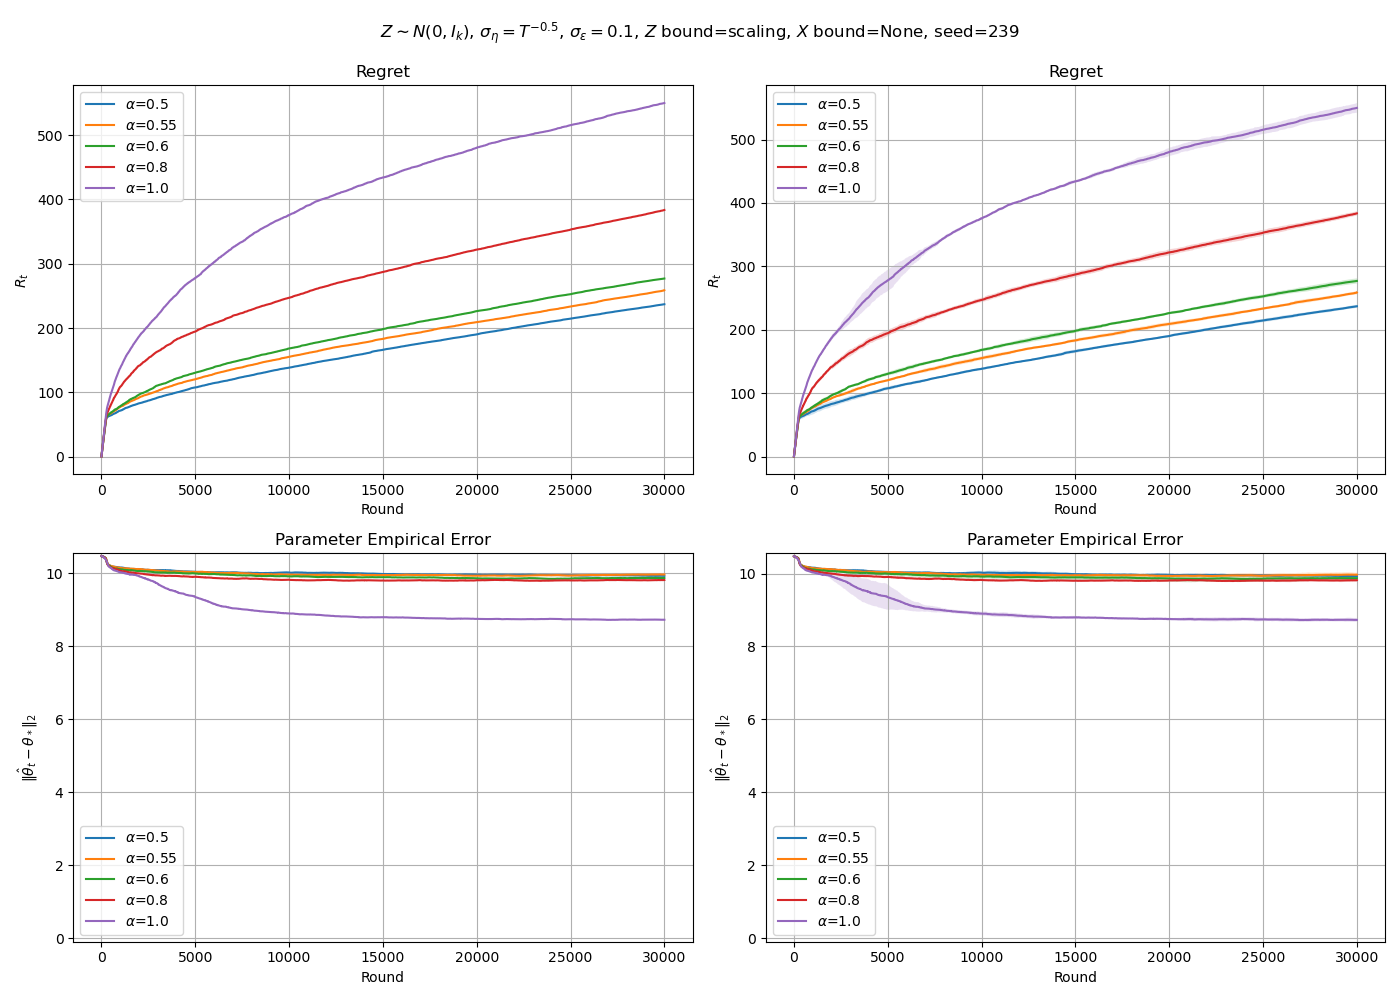 Z ∼ N(0, I_k), σ_η = T^{−0.5}, σ_ε = 0.1, Z bound=scaling, X bound=None, seed=239
Regret
R_t
500
400
300
200
100
0
α=0.5
α=0.55
α=0.6
α=0.8
α=1.0
0 5000 10000 15000 20000 25000 30000
Round
Regret
R_t
500
400
300
200
100
0
α=0.5
α=0.55
α=0.6
α=0.8
α=1.0
0 5000 10000 15000 20000 25000 30000
Round
Parameter Empirical Error
‖θ̂_t − θ_*‖_2
10
8
6
4
2
0
α=0.5
α=0.55
α=0.6
α=0.8
α=1.0
0 5000 10000 15000 20000 25000 30000
Round
Parameter Empirical Error
‖θ̂_t − θ_*‖_2
10
8
6
4
2
0
α=0.5
α=0.55
α=0.6
α=0.8
α=1.0
0 5000 10000 15000 20000 25000 30000
Round